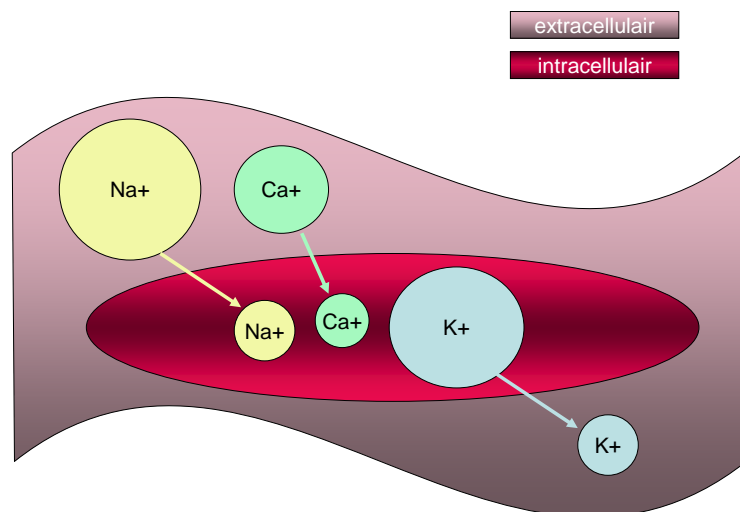 extracellulair
intracellulair
Na+
Ca+
Na+
Ca+
K+
K+